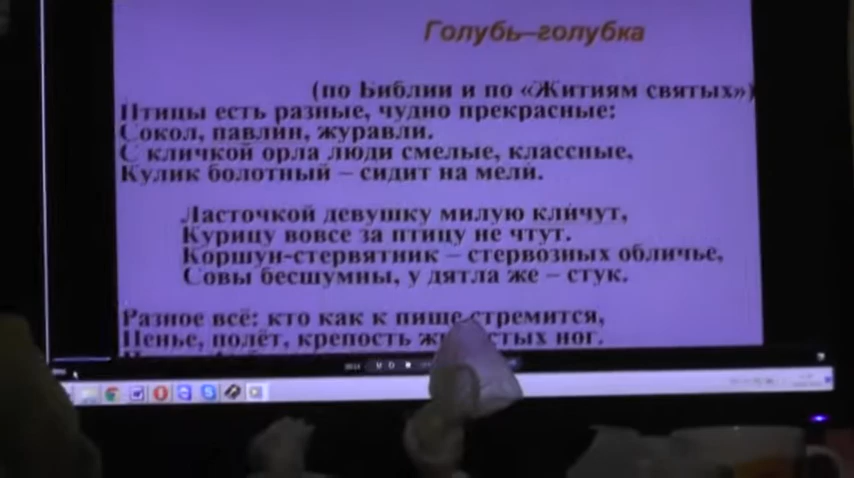 Голубь–голубка
(по Библии и по «Житиям святых»)
Птицы есть разные, чудно прекрасные:
Сокол, павлин, журавли.
С кличкой орла люди смелые, классные,
Кулик болотный – сидит на мели.
Ласточкой девушку милую кличут,
Курицу вовсе за птицу не чтут.
Коршун-стервятник – стервозных обличье,
Совы бесшумны, у дятла же – стук.
Разное всё: кто как к пище стремится,
Пенье, полёт, крепость ног.